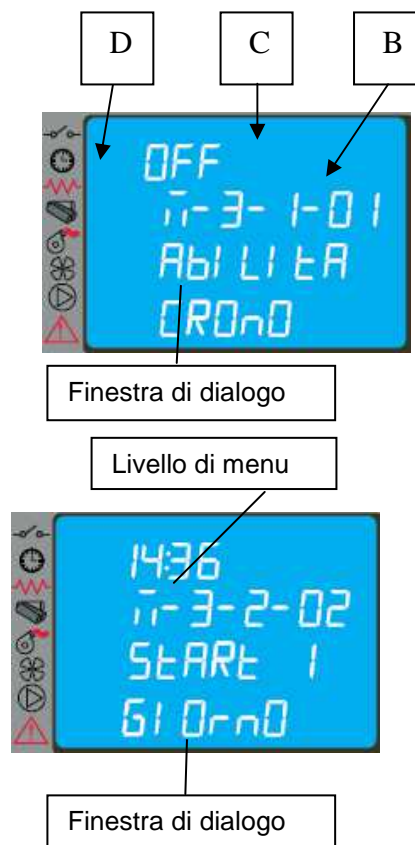 D C B
OFF
M-3-1-01
AbILItA
CROnO
Finestra di dialogo
Livello di menu
14:36
M-3-2-02
StARt 1
GIOrnO
Finestra di dialogo